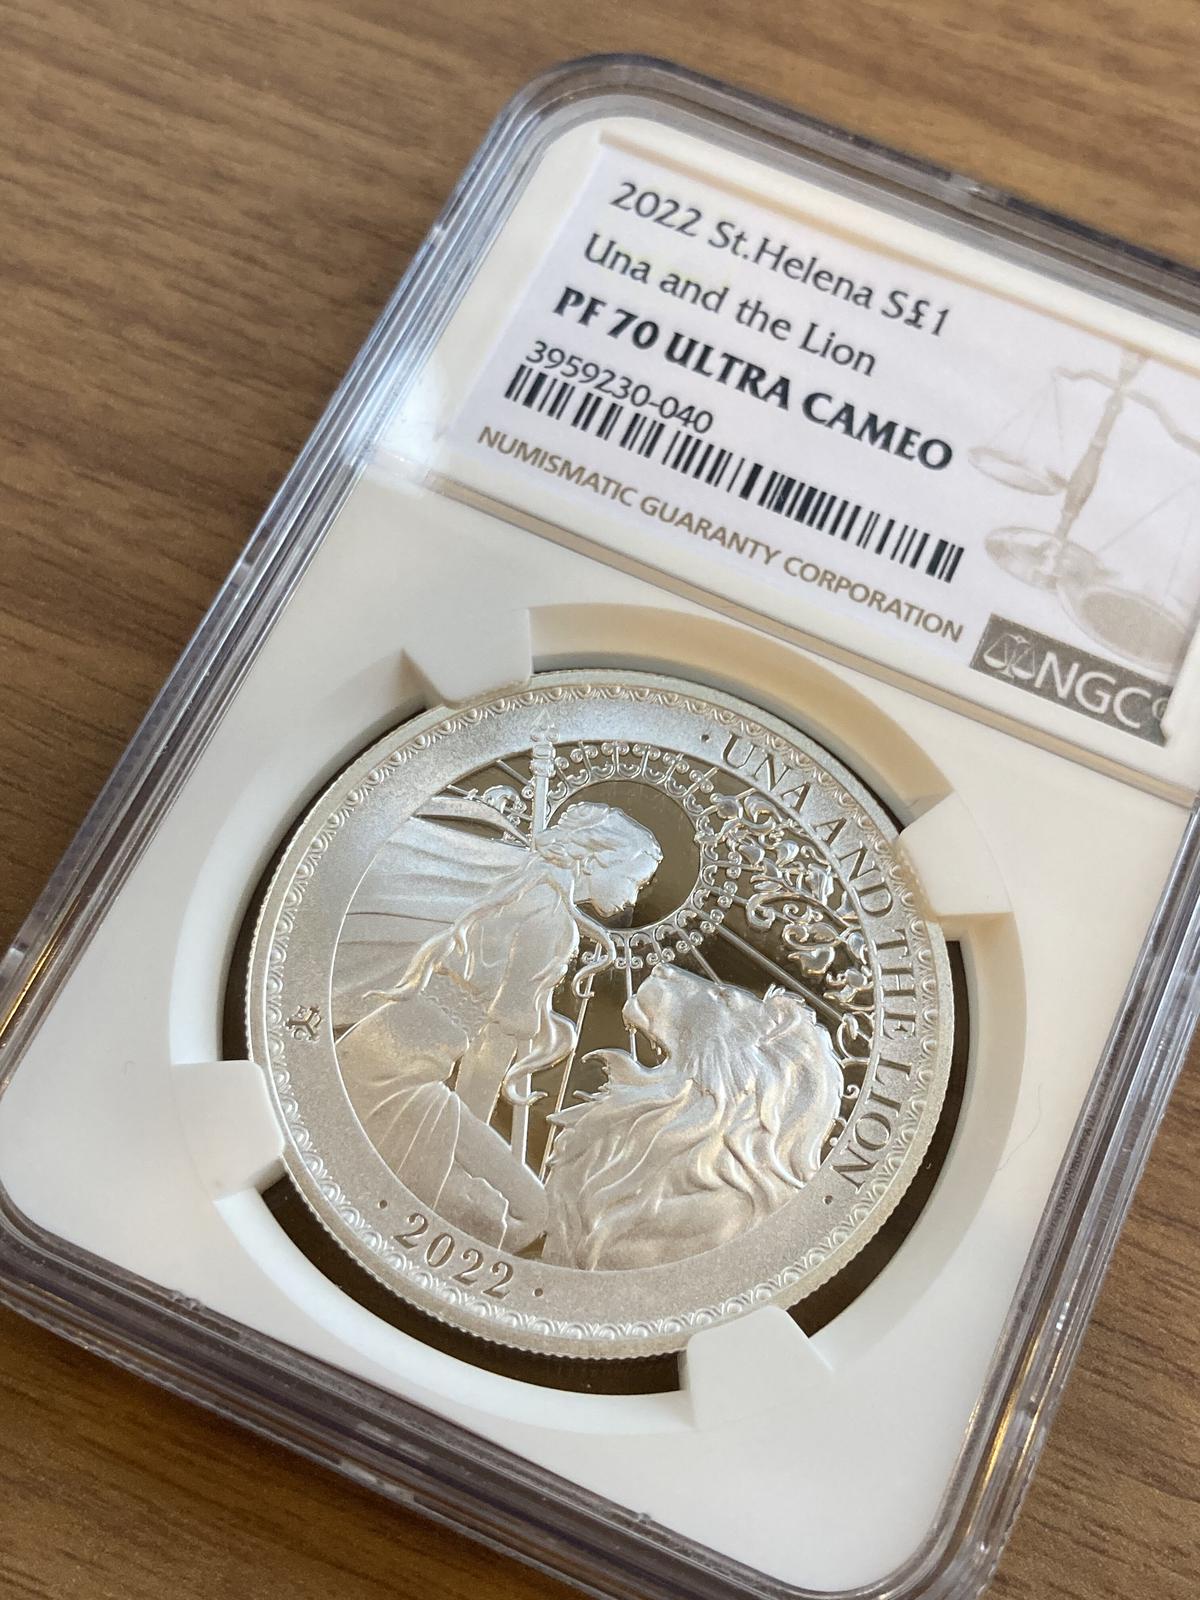 2022 St.Helena S£1
Una and the Lion
PF 70 ULTRA CAMEO
3959230-040
NUMISMATIC GUARANTY CORPORATION
NGC
· UNA AND THE LION ·
· 2022 ·